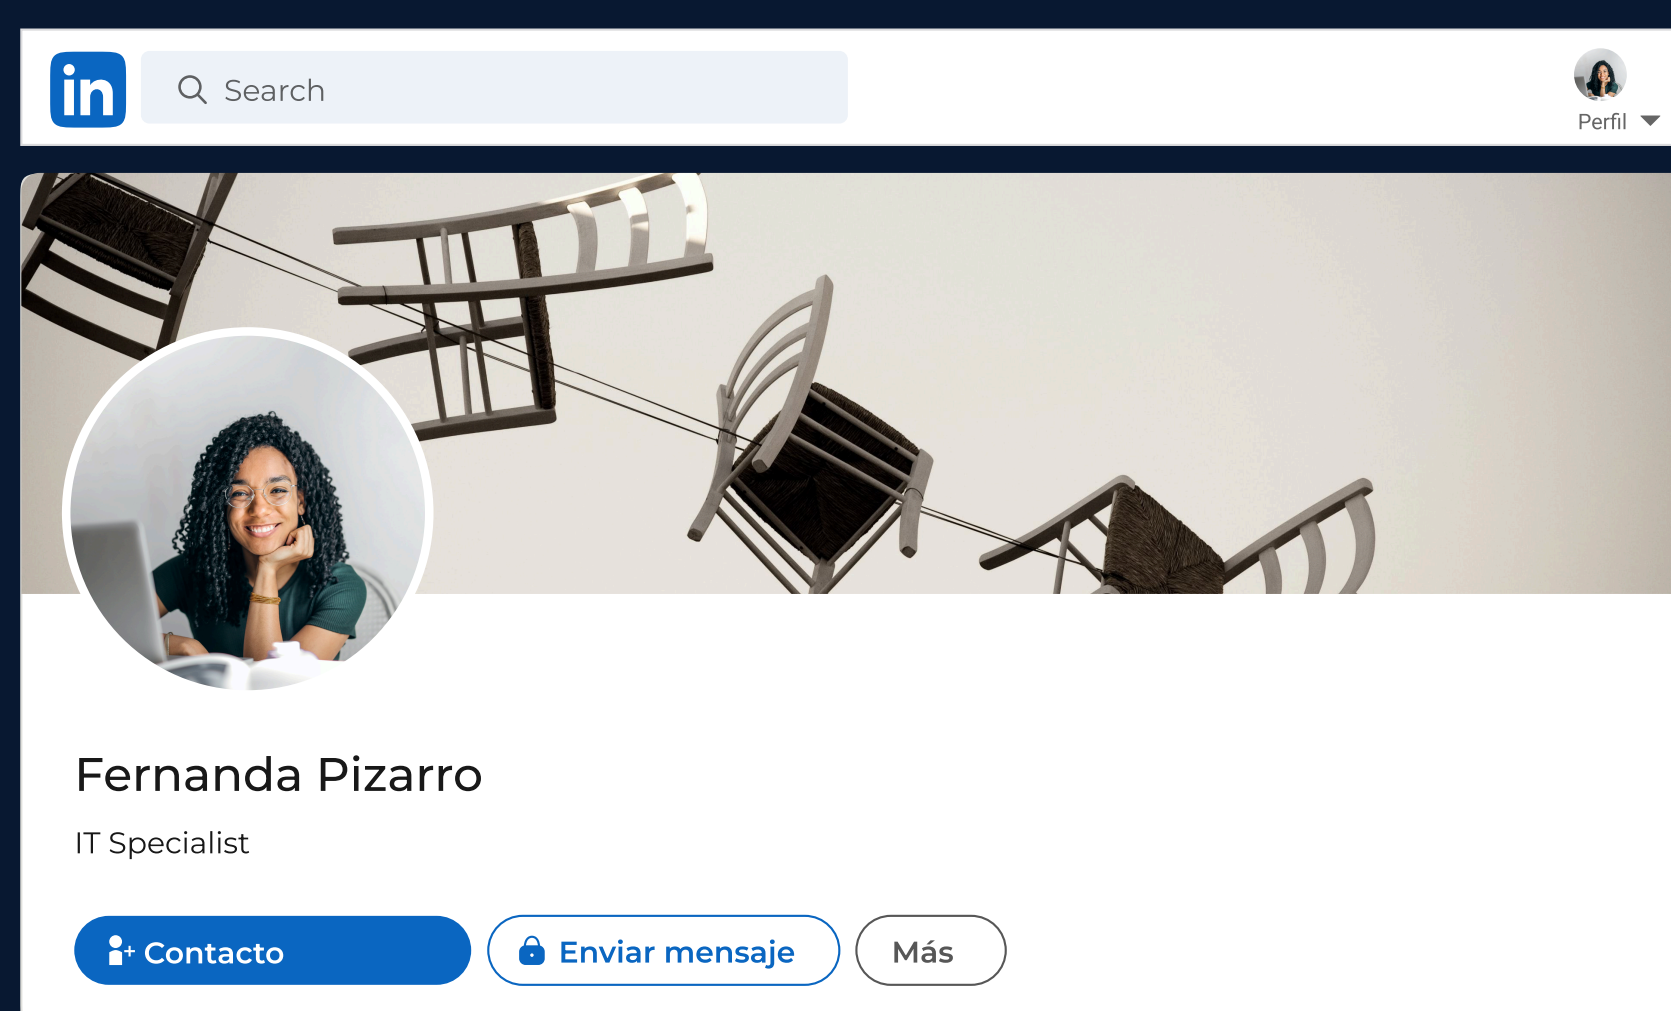 in
Search
Perfil
Fernanda Pizarro
IT Specialist
Contacto
Enviar mensaje
Más